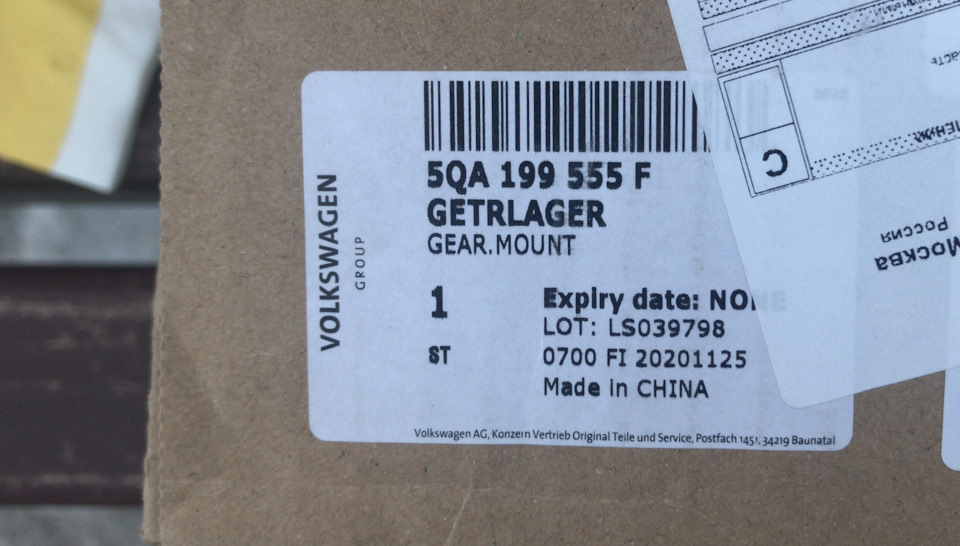 5QA 199 555 F
GETRLAGER
GEAR.MOUNT
VOLKSWAGEN
GROUP
1
ST
Expiry date: NONE
LOT: LS039798
0700 FI 20201125
Made in CHINA
Volkswagen AG, Konzern Vertrieb Original Teile und Service, Postfach 1451, 34219 Baunatal
C
Россия
Москва